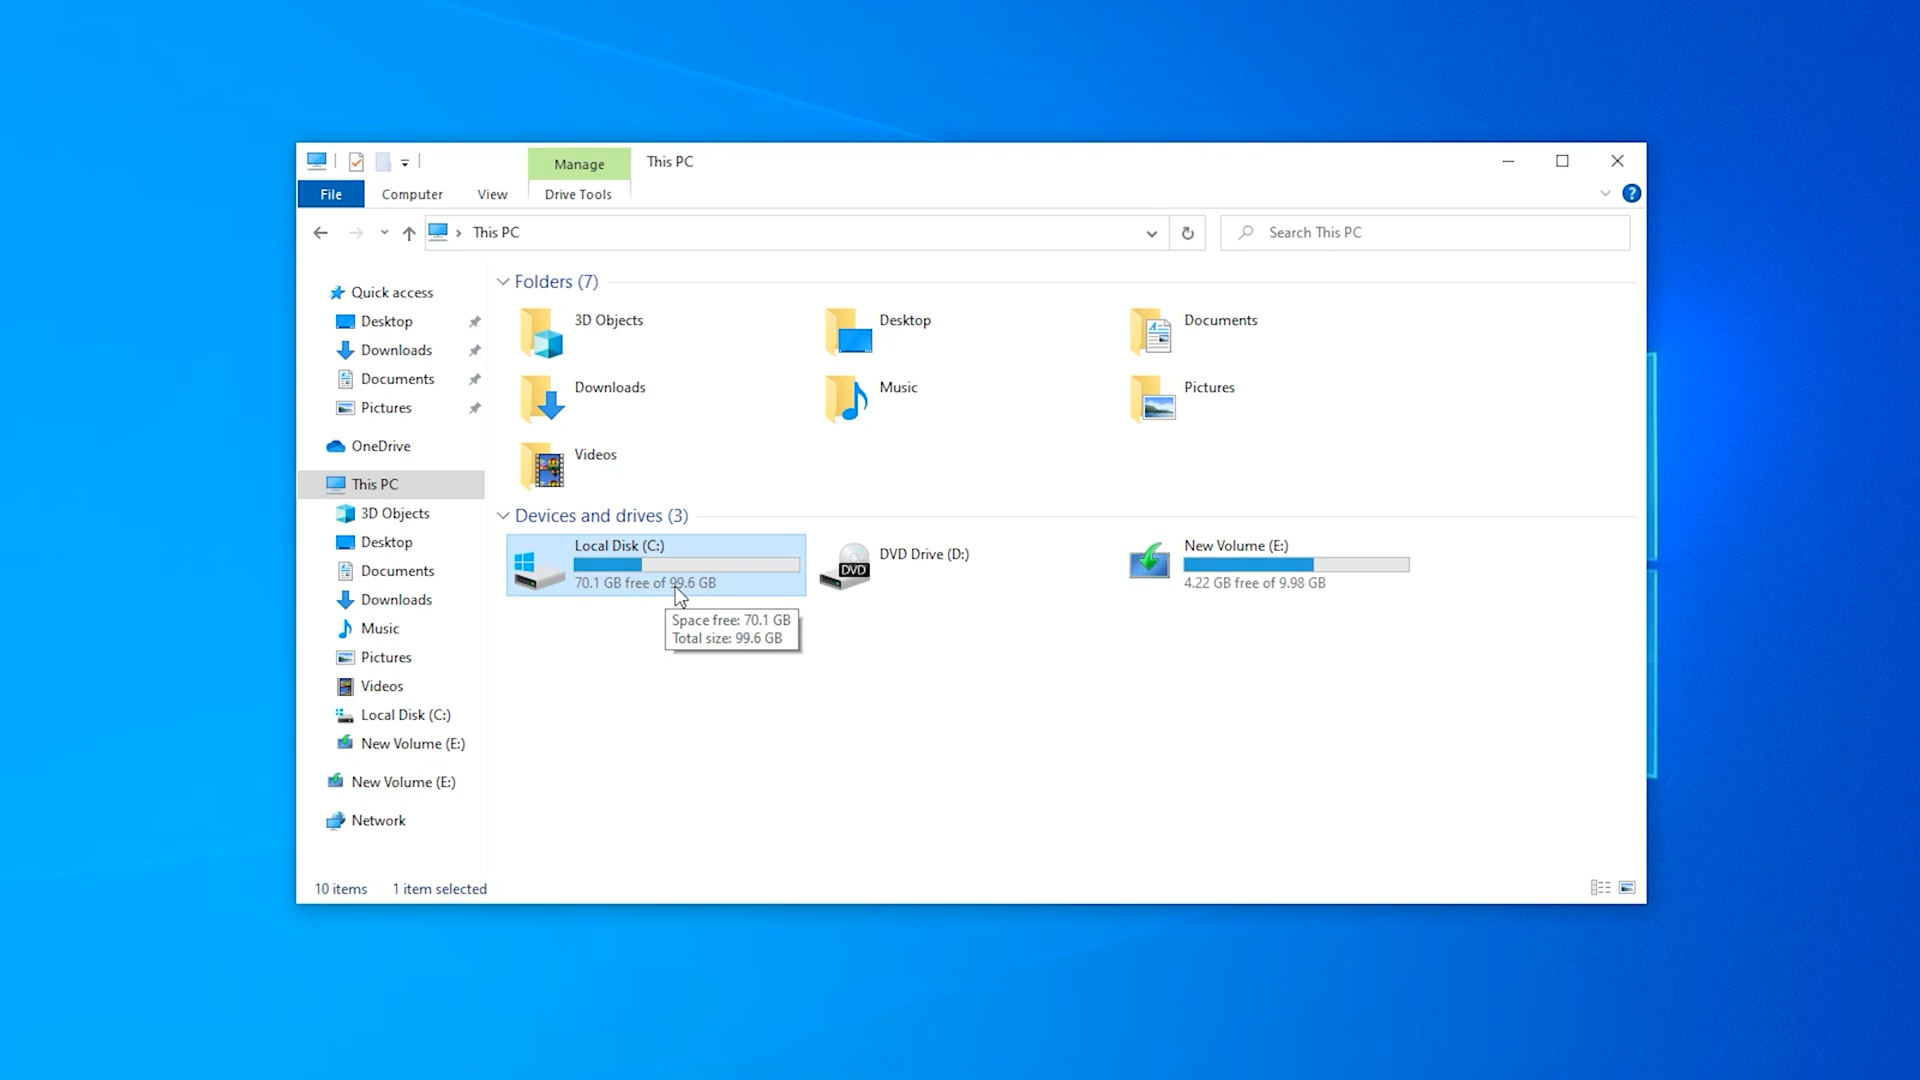 Manage
This PC
File
Computer
View
Drive Tools
?
This PC
Search This PC
Quick access
Desktop
Downloads
Documents
Pictures
OneDrive
This PC
3D Objects
Desktop
Documents
Downloads
Music
Pictures
Videos
Local Disk (C:)
New Volume (E:)
New Volume (E:)
Network
Folders (7)
3D Objects
Desktop
Documents
Downloads
Music
Pictures
Videos
Devices and drives (3)
Local Disk (C:)
70.1 GB free of 99.6 GB
DVD
DVD Drive (D:)
New Volume (E:)
4.22 GB free of 9.98 GB
Space free: 70.1 GB
Total size: 99.6 GB
10 items
1 item selected